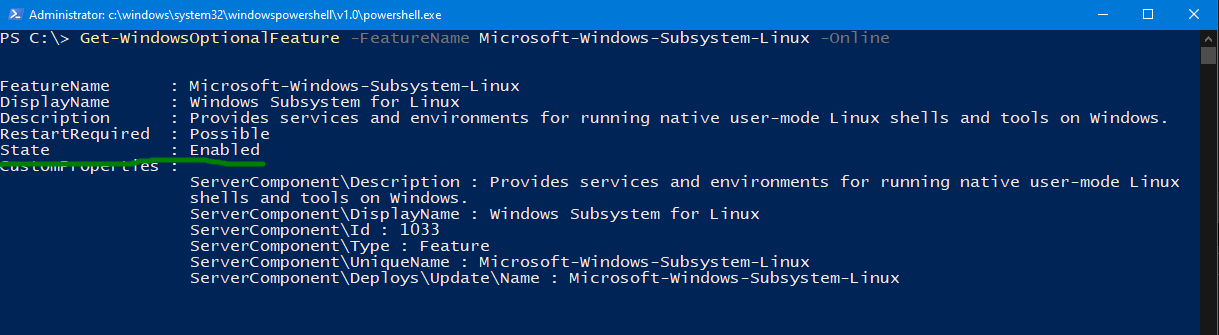 Administrator: c:\windows\system32\windowspowershell\v1.0\powershell.exe
PS C:\> Get-WindowsOptionalFeature -FeatureName Microsoft-Windows-Subsystem-Linux -Online
FeatureName      : Microsoft-Windows-Subsystem-Linux
DisplayName      : Windows Subsystem for Linux
Description      : Provides services and environments for running native user-mode Linux shells and tools on Windows.
RestartRequired  : Possible
State            : Enabled
CustomProperties :
                   ServerComponent\Description : Provides services and environments for running native user-mode Linux
                   shells and tools on Windows.
                   ServerComponent\DisplayName : Windows Subsystem for Linux
                   ServerComponent\Id : 1033
                   ServerComponent\Type : Feature
                   ServerComponent\UniqueName : Microsoft-Windows-Subsystem-Linux
                   ServerComponent\Deploys\Update\Name : Microsoft-Windows-Subsystem-Linux